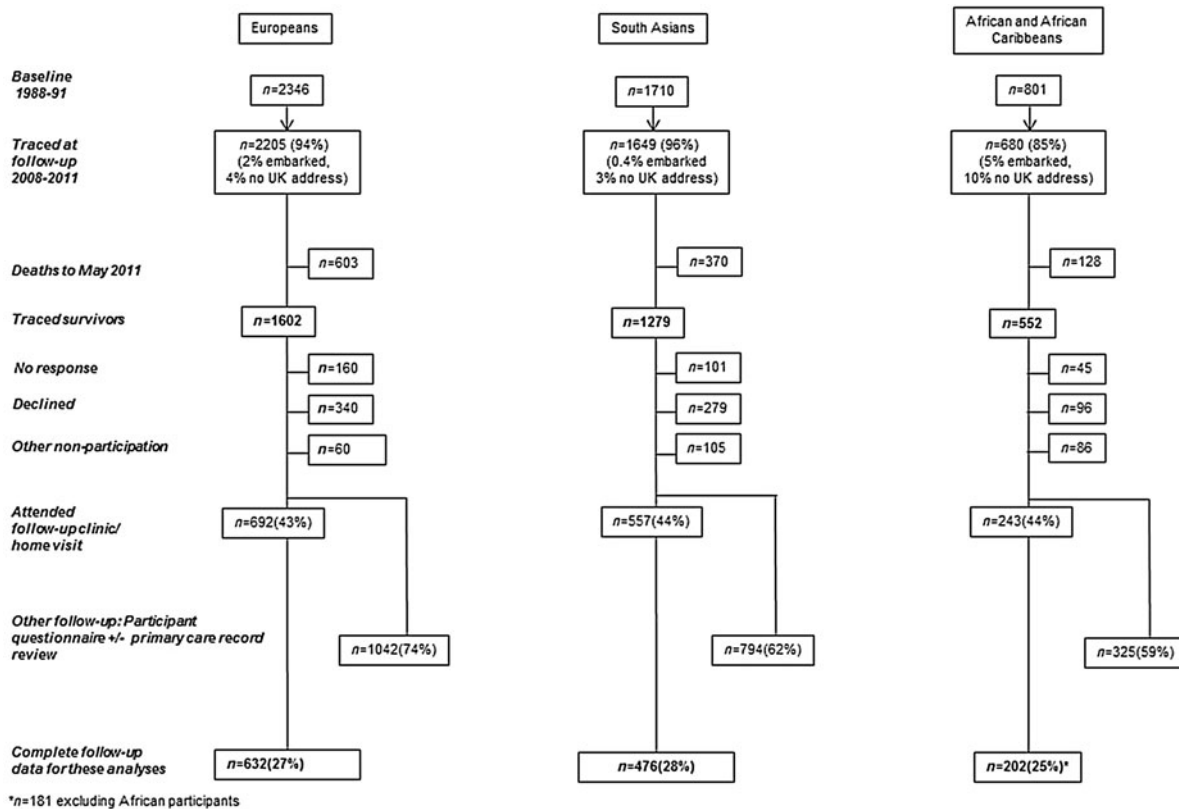 Europeans
South Asians
African and African
Caribbeans
Baseline
1988-91
n=2346
n=1710
n=801
Traced at
follow-up
2008-2011
n=2205 (94%)
(2% embarked,
4% no UK address)
n=1649 (96%)
(0.4% embarked
3% no UK address)
n=680 (85%)
(5% embarked,
10% no UK address)
Deaths to May 2011
n=603
n=370
n=128
Traced survivors
n=1602
n=1279
n=552
No response
n=160
n=101
n=45
Declined
n=340
n=279
n=96
Other non-participation
n=60
n=105
n=86
Attended
follow-up clinic/
home visit
n=692(43%)
n=557(44%)
n=243(44%)
Other follow-up: Participant
questionnaire +/- primary care record
review
n=1042(74%)
n=794(62%)
n=325(59%)
Complete follow-up
data for these analyses
n=632(27%)
n=476(28%)
n=202(25%)*
*n=181 excluding African participants